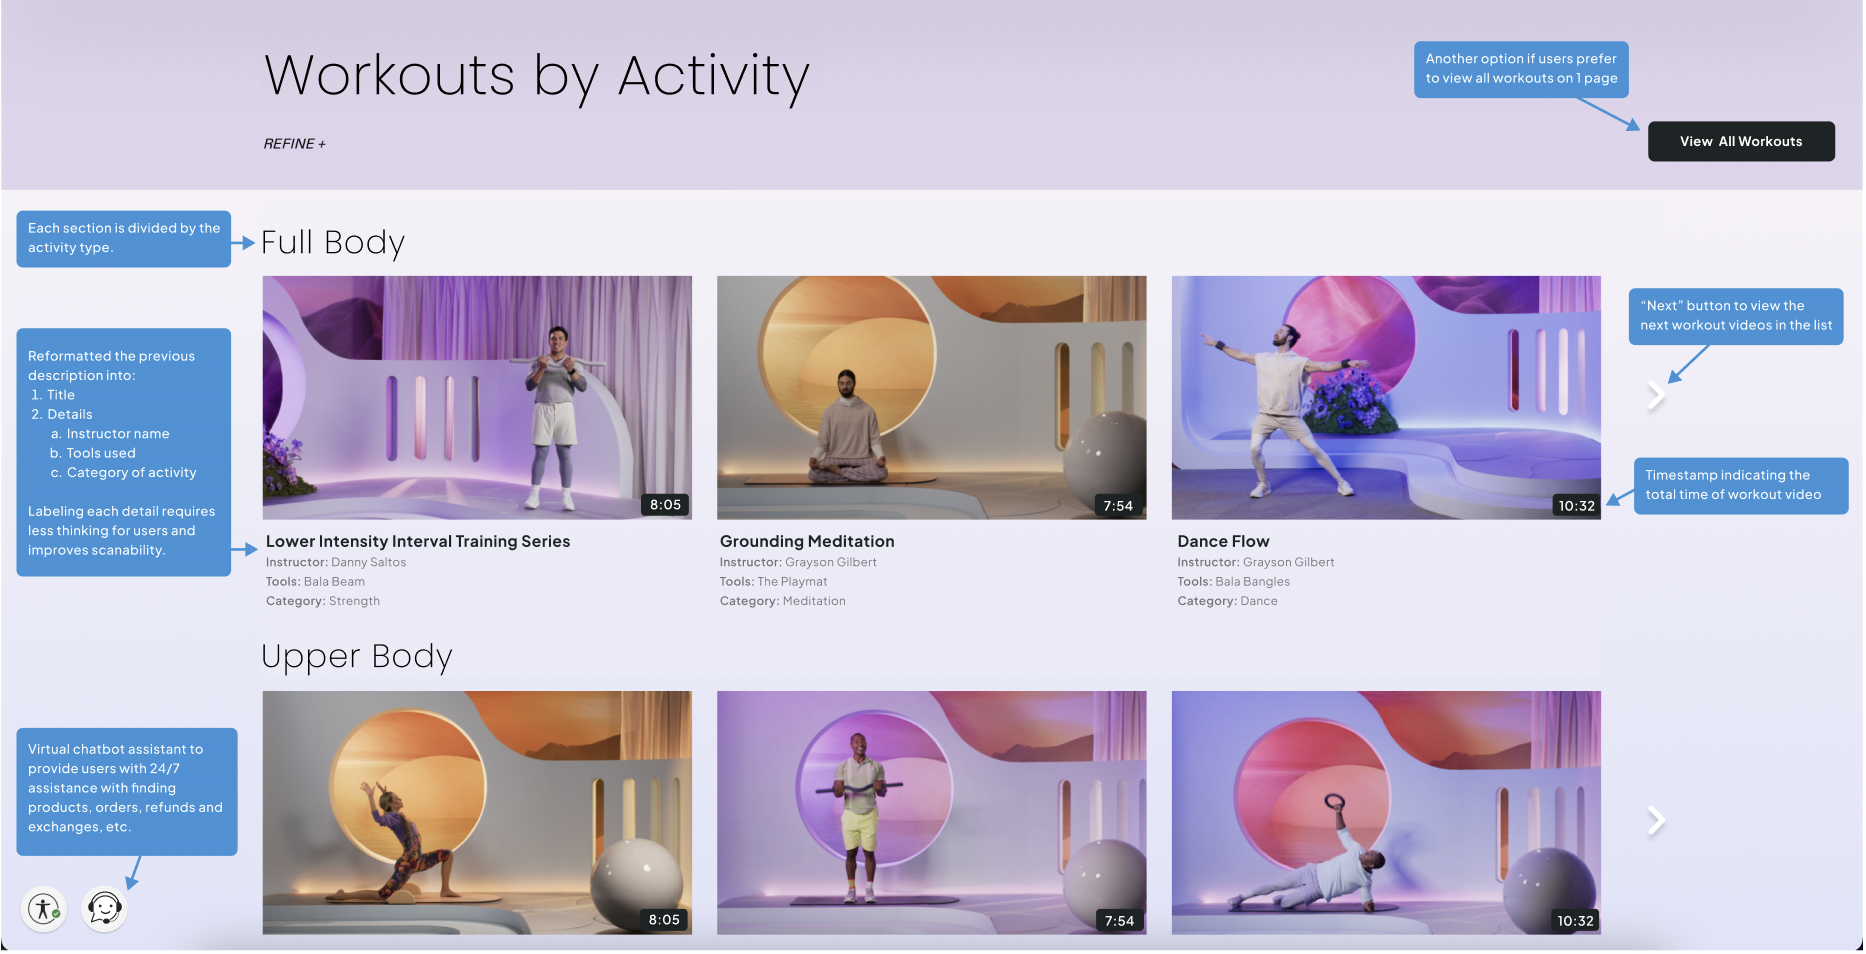 Workouts by Activity
Another option if users prefer
to view all workouts on 1 page
REFINE +
View All Workouts
Each section is divided by the
activity type.
Full Body
“Next” button to view the
next workout videos in the list
Reformatted the previous
description into:
1. Title
2. Details
a. Instructor name
b. Tools used
c. Category of activity
Labeling each detail requires
less thinking for users and
improves scanability.
Timestamp indicating the
total time of workout video
8:05
7:54
10:32
Lower Intensity Interval Training Series
Instructor: Danny Saltos
Tools: Bala Beam
Category: Strength
Grounding Meditation
Instructor: Grayson Gilbert
Tools: The Playmat
Category: Meditation
Dance Flow
Instructor: Grayson Gilbert
Tools: Bala Bangles
Category: Dance
Upper Body
Virtual chatbot assistant to
provide users with 24/7
assistance with finding
products, orders, refunds and
exchanges, etc.
8:05
7:54
10:32